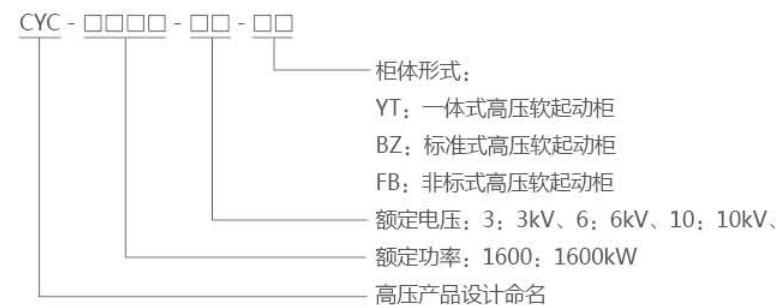 CYC - □□□□ - □□ - □□
柜体形式：
YT：一体式高压软起动柜
BZ：标准式高压软起动柜
FB：非标式高压软起动柜
额定电压：3：3kV、6：6kV、10：10kV、
额定功率：1600：1600kW
高压产品设计命名